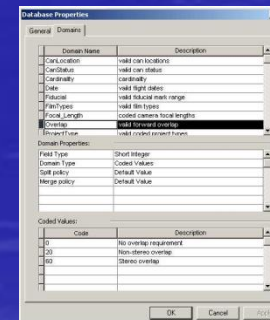 Database Properties
General Domains
Domain Name Description
CanLocation valid can locations
CanStatus valid can status
Cardinality cardinality
Date valid flight dates
Fiducial valid fiducial mark range
FilmTypes valid film types
Focal_Length coded camera focal lengths
Overlap valid forward overlap
ProjectType valid coded project types
Domain Properties:
Field Type Short Integer
Domain Type Coded Values
Split policy Default Value
Merge policy Default Value
Coded Values:
Code Description
0 No overlap requirement
20 Non-stereo overlap
60 Stereo overlap
OK Cancel Apply